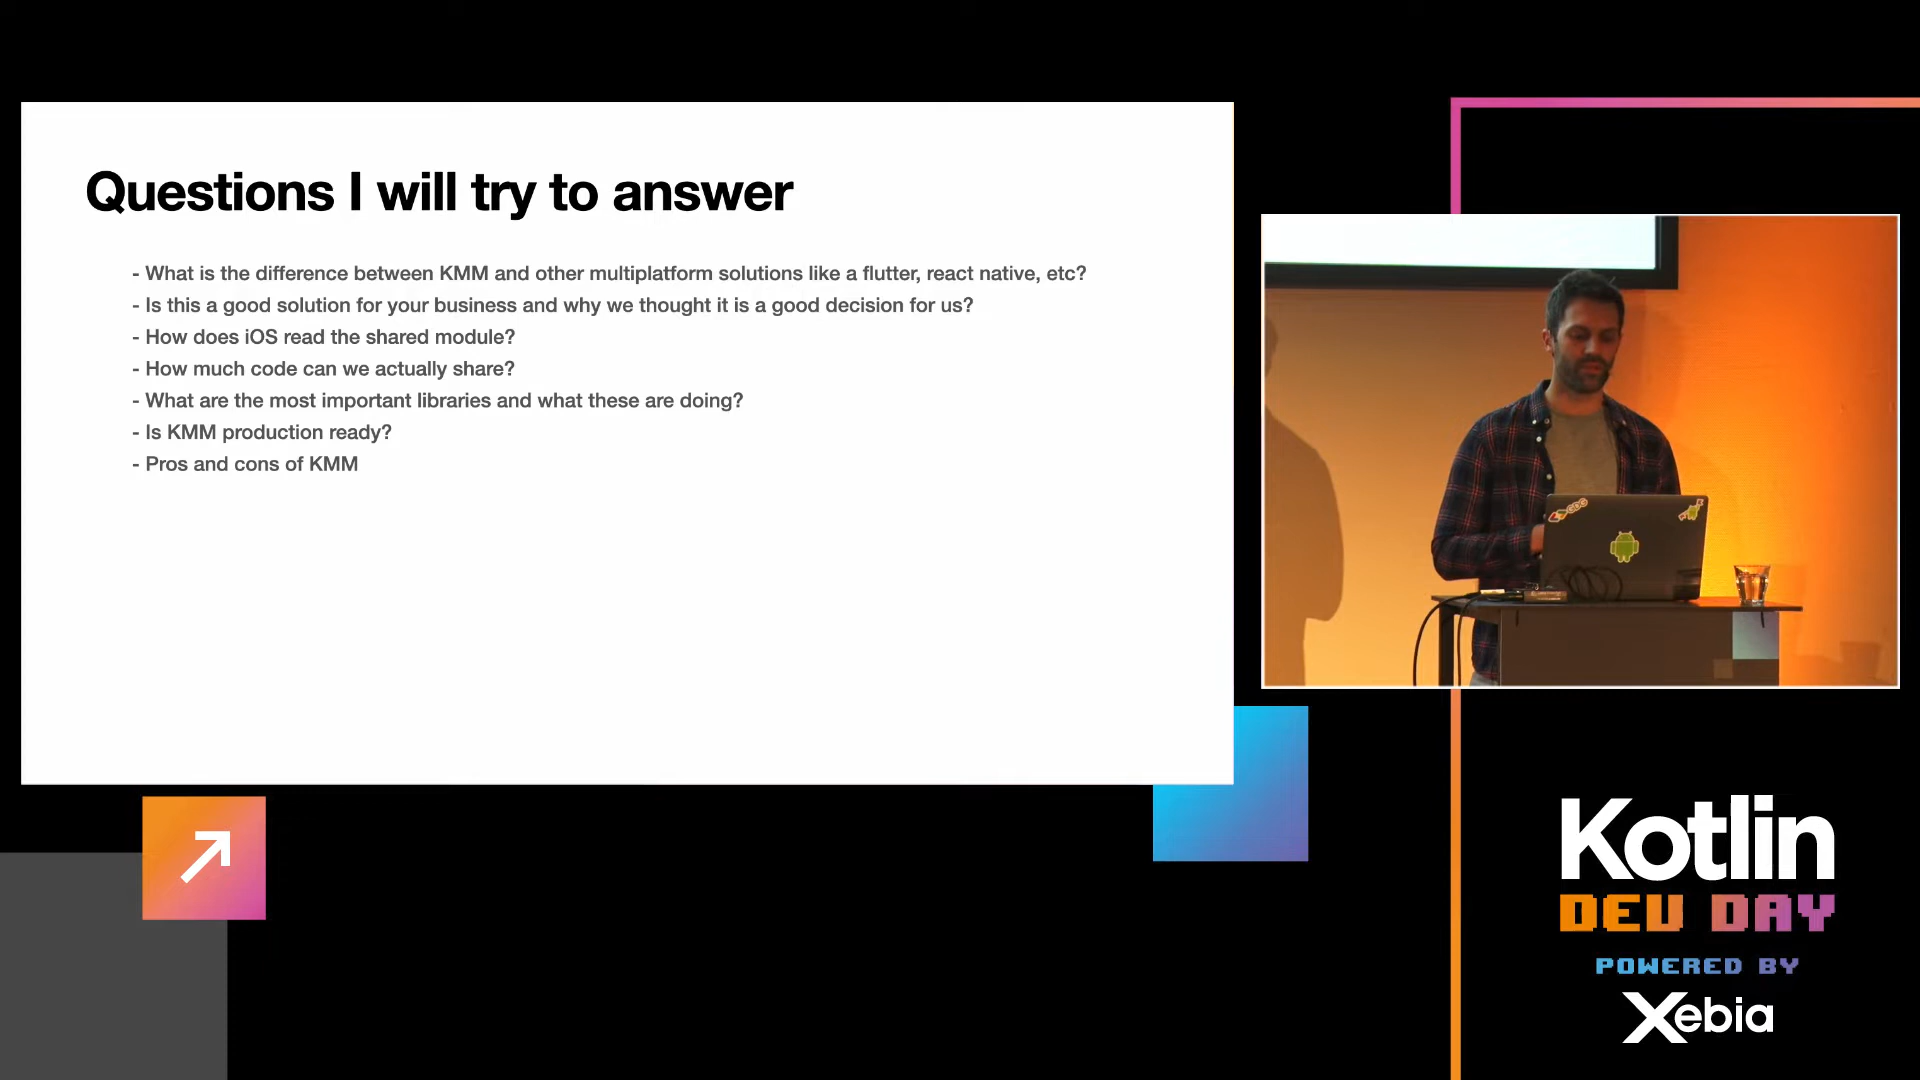 Questions I will try to answer
- What is the difference between KMM and other multiplatform solutions like a flutter, react native, etc?
- Is this a good solution for your business and why we thought it is a good decision for us?
- How does iOS read the shared module?
- How much code can we actually share?
- What are the most important libraries and what these are doing?
- Is KMM production ready?
- Pros and cons of KMM
GDG
Kotlin
DEV DAY
POWERED BY
Xebia